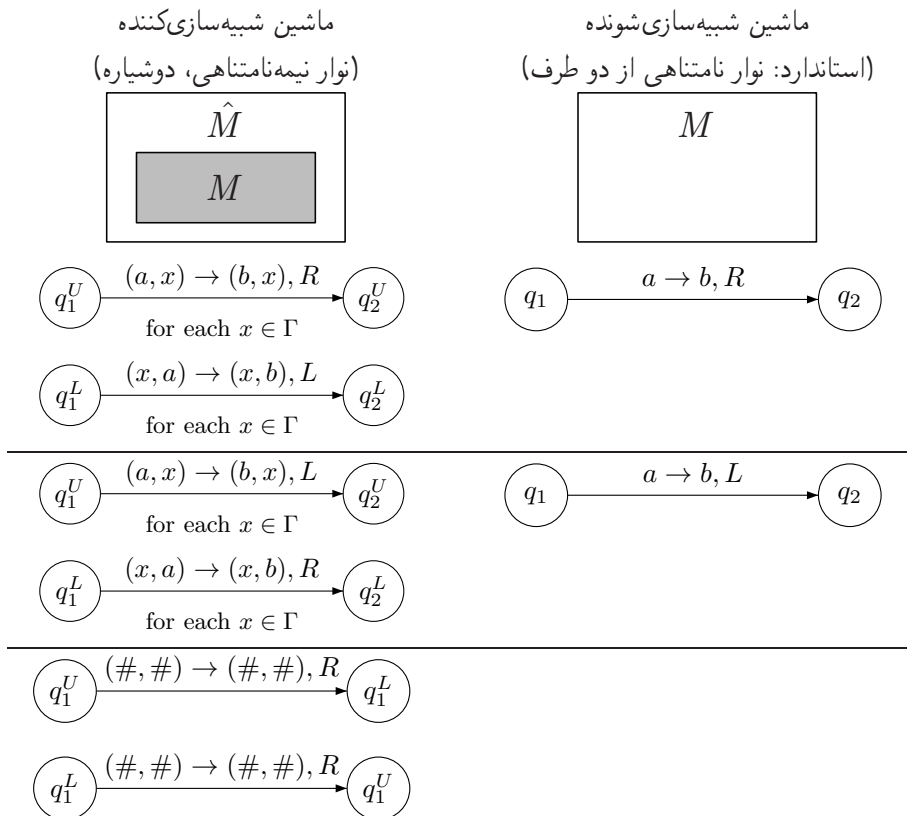 ماشین شبیه‌سازی‌شونده
(استاندارد: نوار نامتناهی از دو طرف)
M
ماشین شبیه‌سازی‌کننده
(نوار نیمه‌نامتناهی، دوشیاره)
M̂
M
q₁ a → b, R q₂
q₁ᵁ (a, x) → (b, x), R q₂ᵁ
for each x ∈ Γ
q₁ᴸ (x, a) → (x, b), L q₂ᴸ
for each x ∈ Γ
q₁ a → b, L q₂
q₁ᵁ (a, x) → (b, x), L q₂ᵁ
for each x ∈ Γ
q₁ᴸ (x, a) → (x, b), R q₂ᴸ
for each x ∈ Γ
q₁ᵁ (#, #) → (#, #), R q₁ᴸ
q₁ᴸ (#, #) → (#, #), R q₁ᵁ